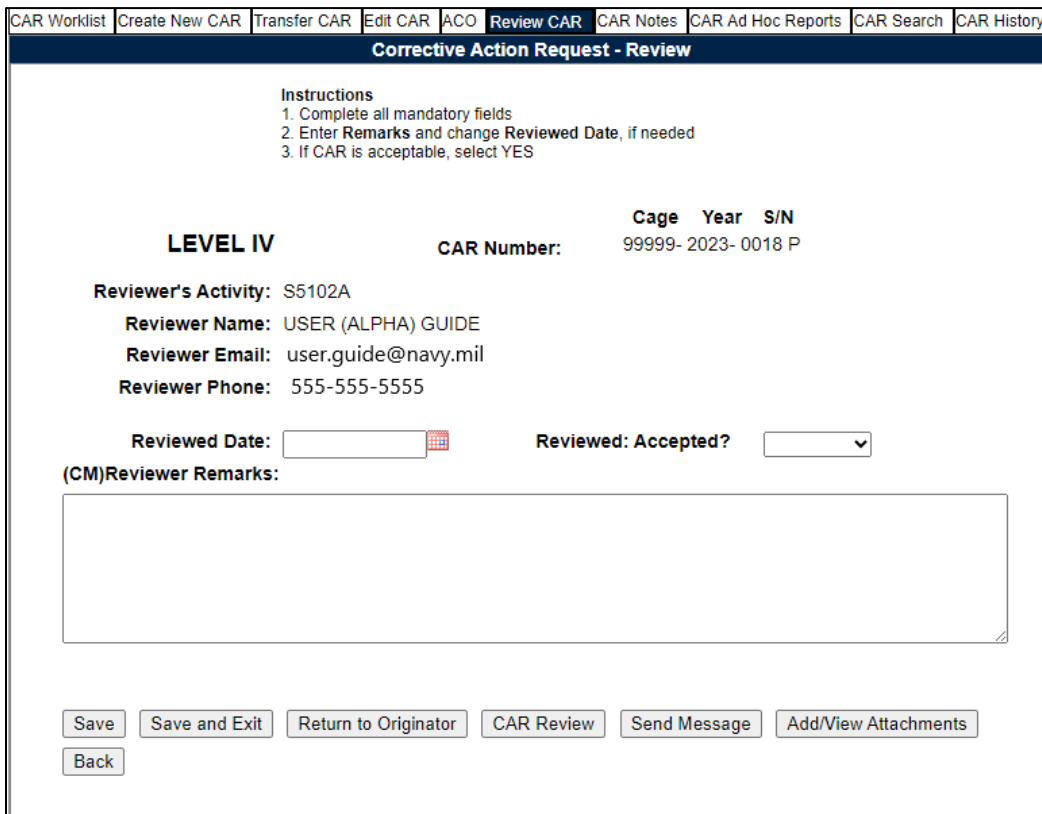 CAR Worklist Create New CAR Transfer CAR Edit CAR ACO Review CAR CAR Notes CAR Ad Hoc Reports CAR Search CAR History
Corrective Action Request - Review
Instructions
1. Complete all mandatory fields
2. Enter Remarks and change Reviewed Date, if needed
3. If CAR is acceptable, select YES
Cage Year S/N
LEVEL IV CAR Number: 99999- 2023- 0018 P
Reviewer's Activity: S5102A
Reviewer Name: USER (ALPHA) GUIDE
Reviewer Email: user.guide@navy.mil
Reviewer Phone: 555-555-5555
Reviewed Date: Reviewed: Accepted?
(CM)Reviewer Remarks:
Save Save and Exit Return to Originator CAR Review Send Message Add/View Attachments
Back